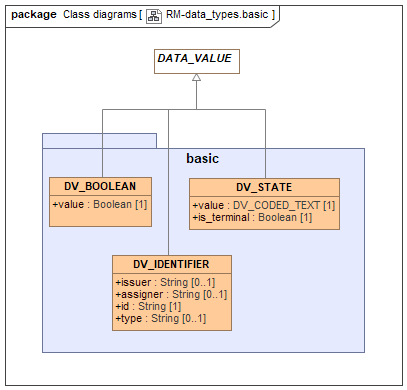 package Class diagrams [ RM-data_types.basic ]
DATA_VALUE
basic
DV_BOOLEAN
+value : Boolean [1]
DV_STATE
+value : DV_CODED_TEXT [1]
+is_terminal : Boolean [1]
DV_IDENTIFIER
+issuer : String [0..1]
+assigner : String [0..1]
+id : String [1]
+type : String [0..1]